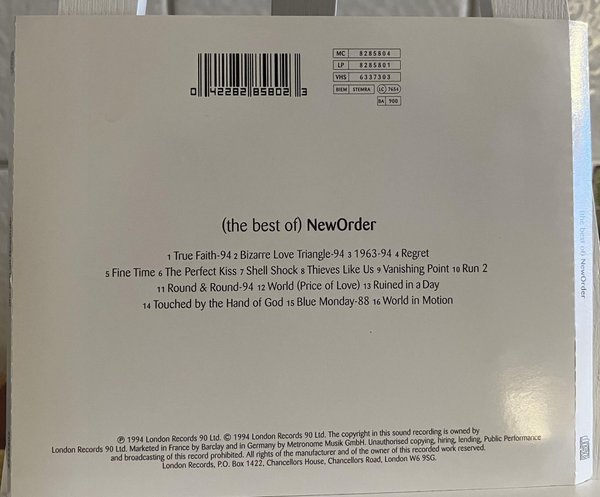 MC 8285804
LP 8285801
VHS 6337303
BIEM STEMRA LC 7654
BA 900
0 42282 85802 3
(the best of) NewOrder
1 True Faith-94 2 Bizarre Love Triangle-94 3 1963-94 4 Regret
5 Fine Time 6 The Perfect Kiss 7 Shell Shock 8 Thieves Like Us 9 Vanishing Point 10 Run 2
11 Round & Round-94 12 World (Price of Love) 13 Ruined in a Day
14 Touched by the Hand of God 15 Blue Monday-88 16 World in Motion
℗ 1994 London Records 90 Ltd. © 1994 London Records 90 Ltd. The copyright in this sound recording is owned by
London Records 90 Ltd. Marketed in France by Barclay and in Germany by Metronome Musik GmbH. Unauthorised copying, hiring, lending, Public Performance
and broadcasting of this record prohibited. All rights of the manufacturer and of the owner of this recorded work reserved.
London Records, P.O. Box 1422, Chancellors House, Chancellors Road, London W6 9SG.
(the best of) NewOrder